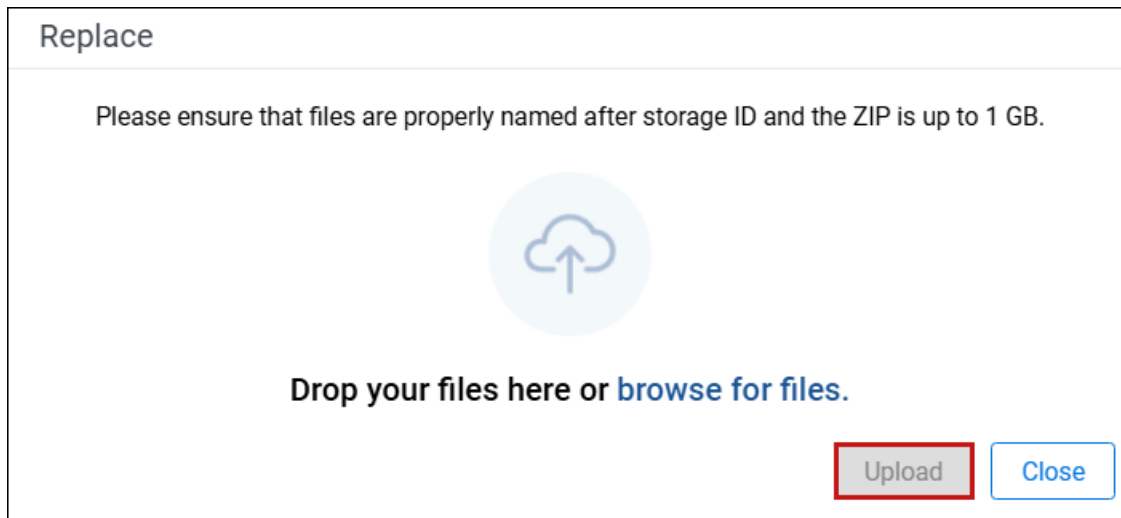 Replace
Please ensure that files are properly named after storage ID and the ZIP is up to 1 GB.
Drop your files here or browse for files.
Upload
Close